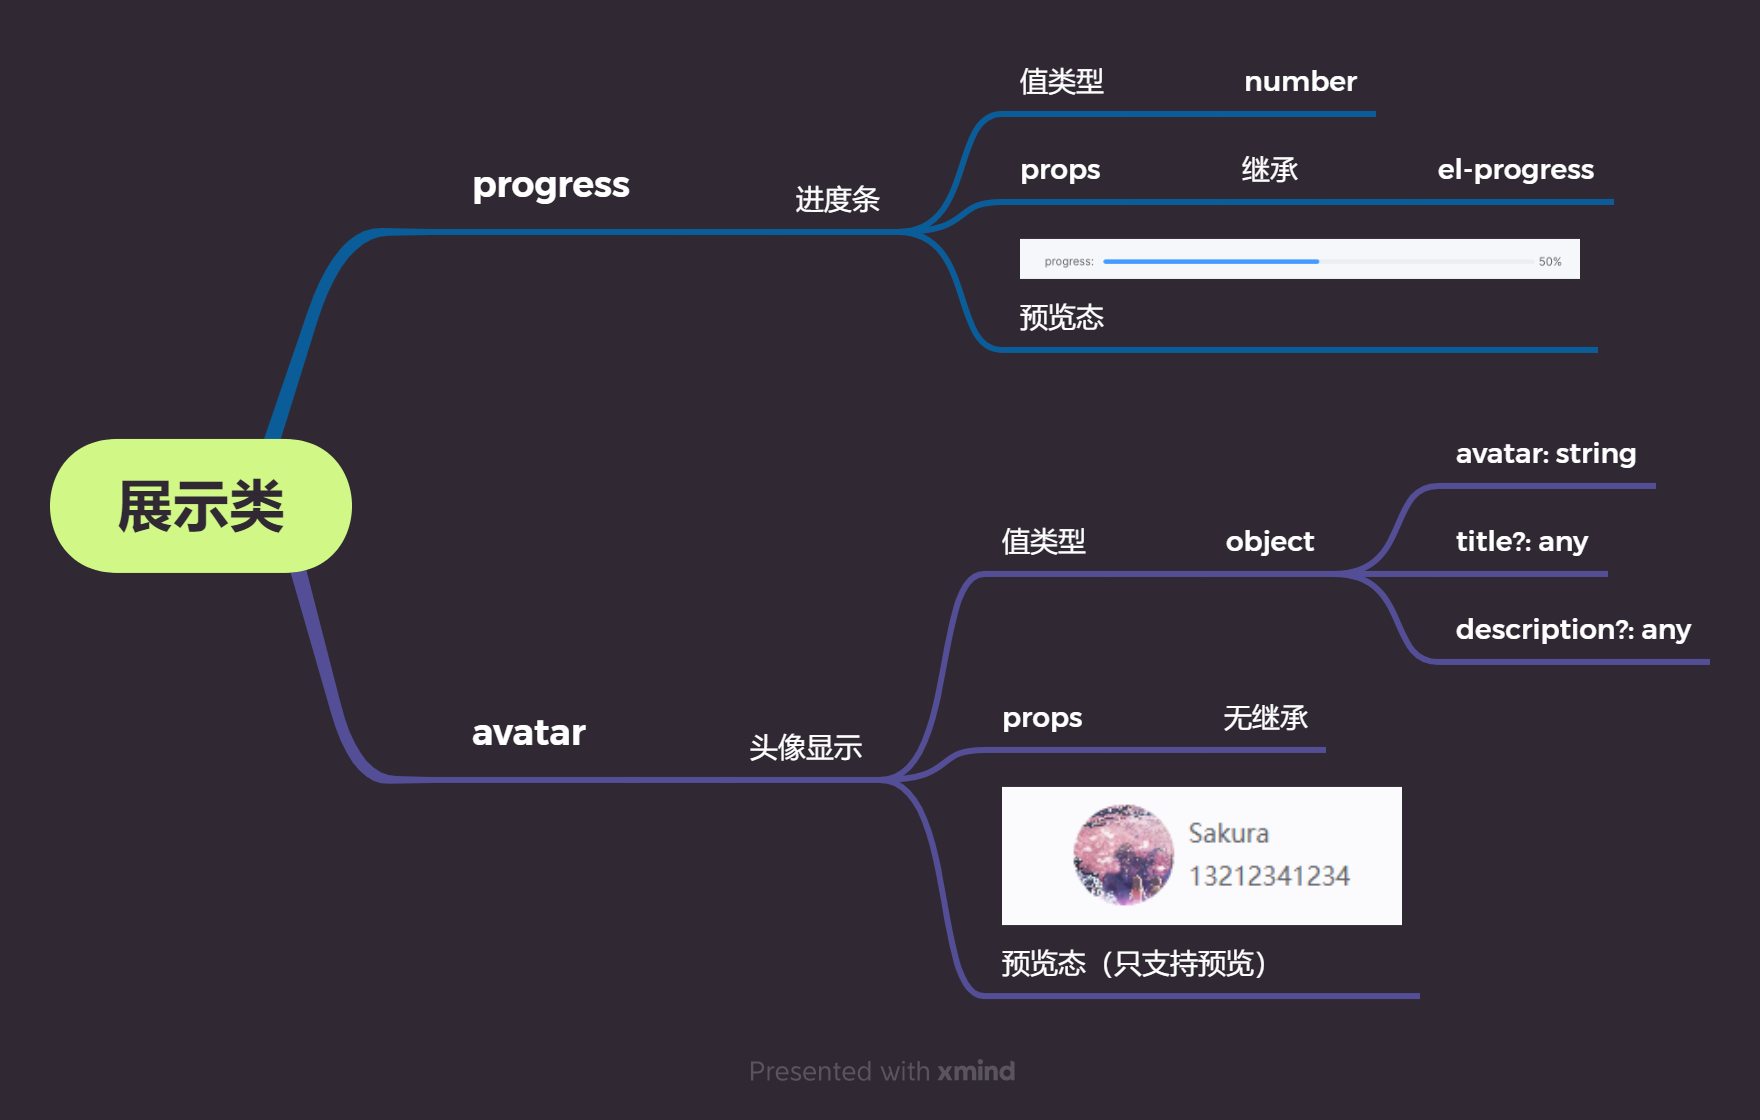 展示类
progress
进度条
值类型
number
props
继承
el-progress
progress:
50%
预览态
avatar
头像显示
值类型
object
avatar: string
title?: any
description?: any
props
无继承
Sakura
13212341234
预览态（只支持预览）
Presented with xmind